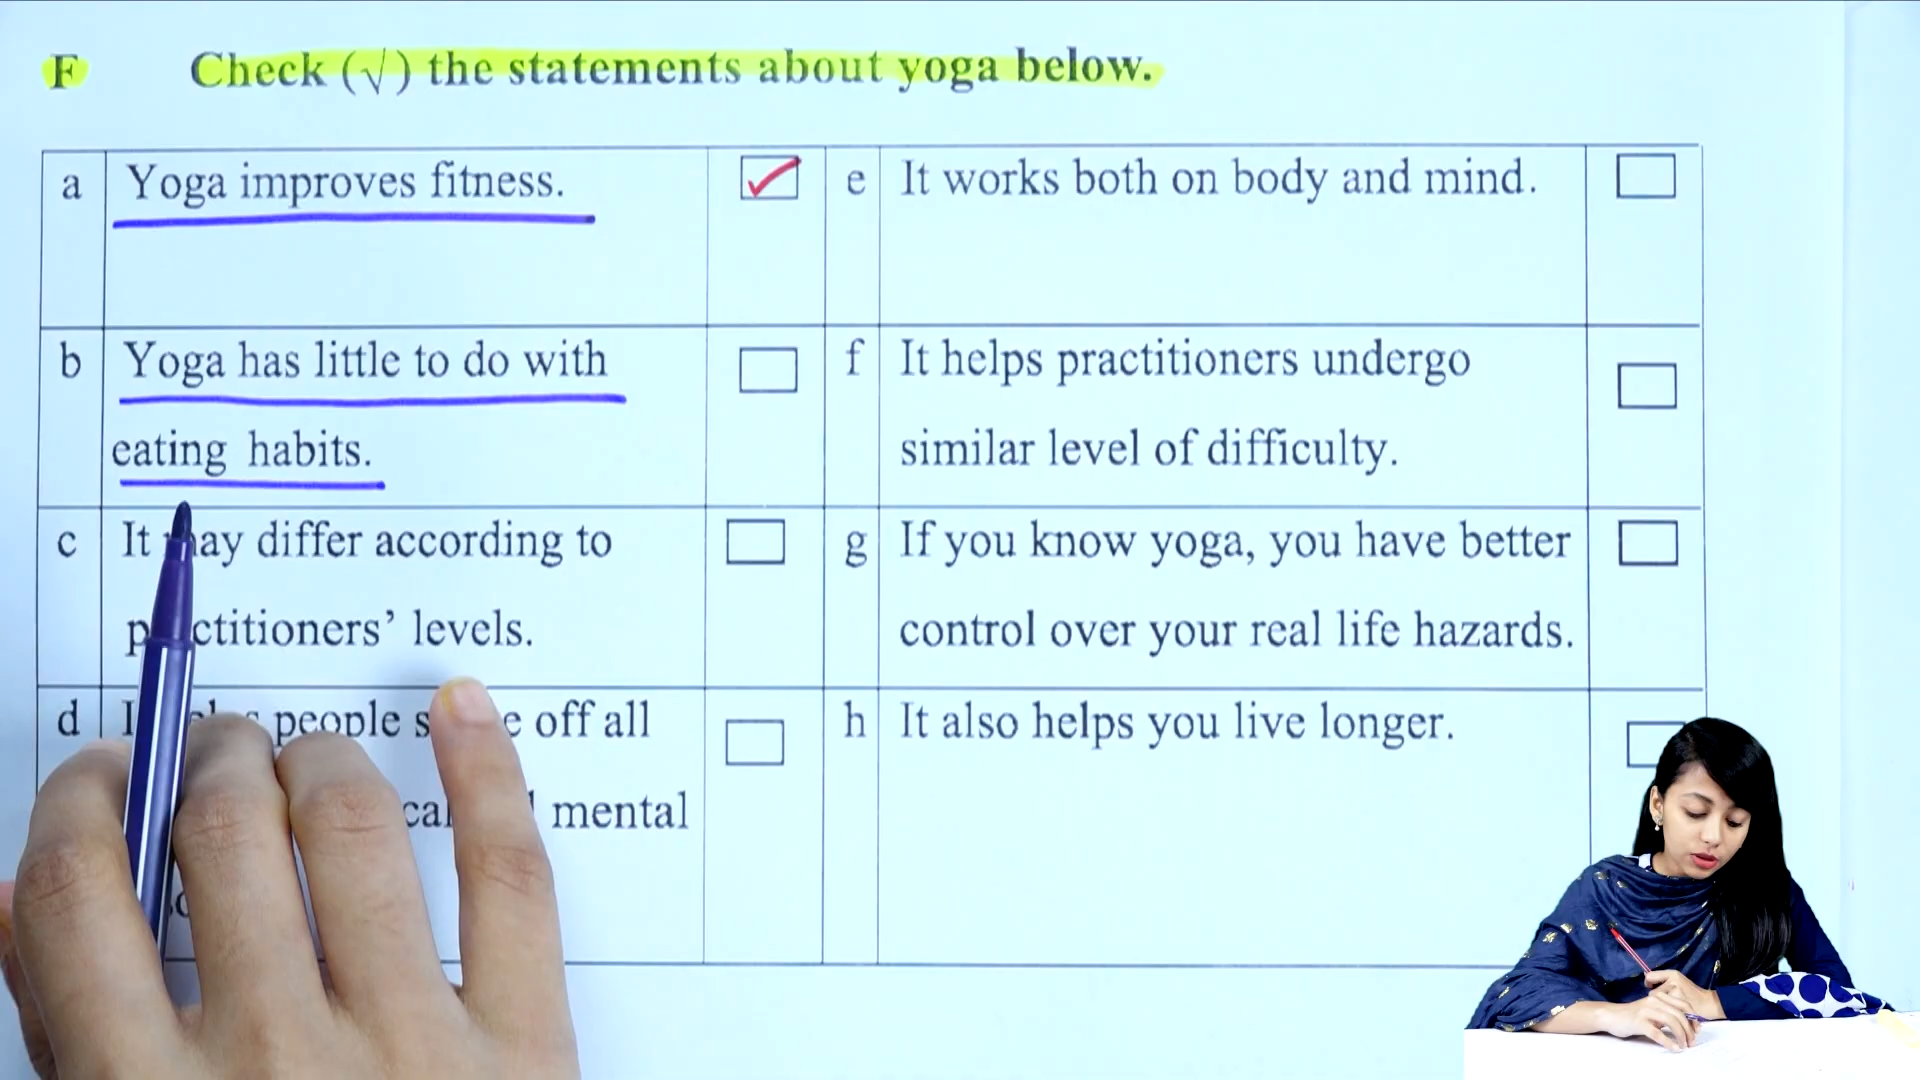 F Check (√) the statements about yoga below.
a Yoga improves fitness.
b Yoga has little to do with
eating habits.
c It may differ according to
practitioners’ levels.
d people off all
mental
e It works both on body and mind.
f It helps practitioners undergo
similar level of difficulty.
g If you know yoga, you have better
control over your real life hazards.
h It also helps you live longer.